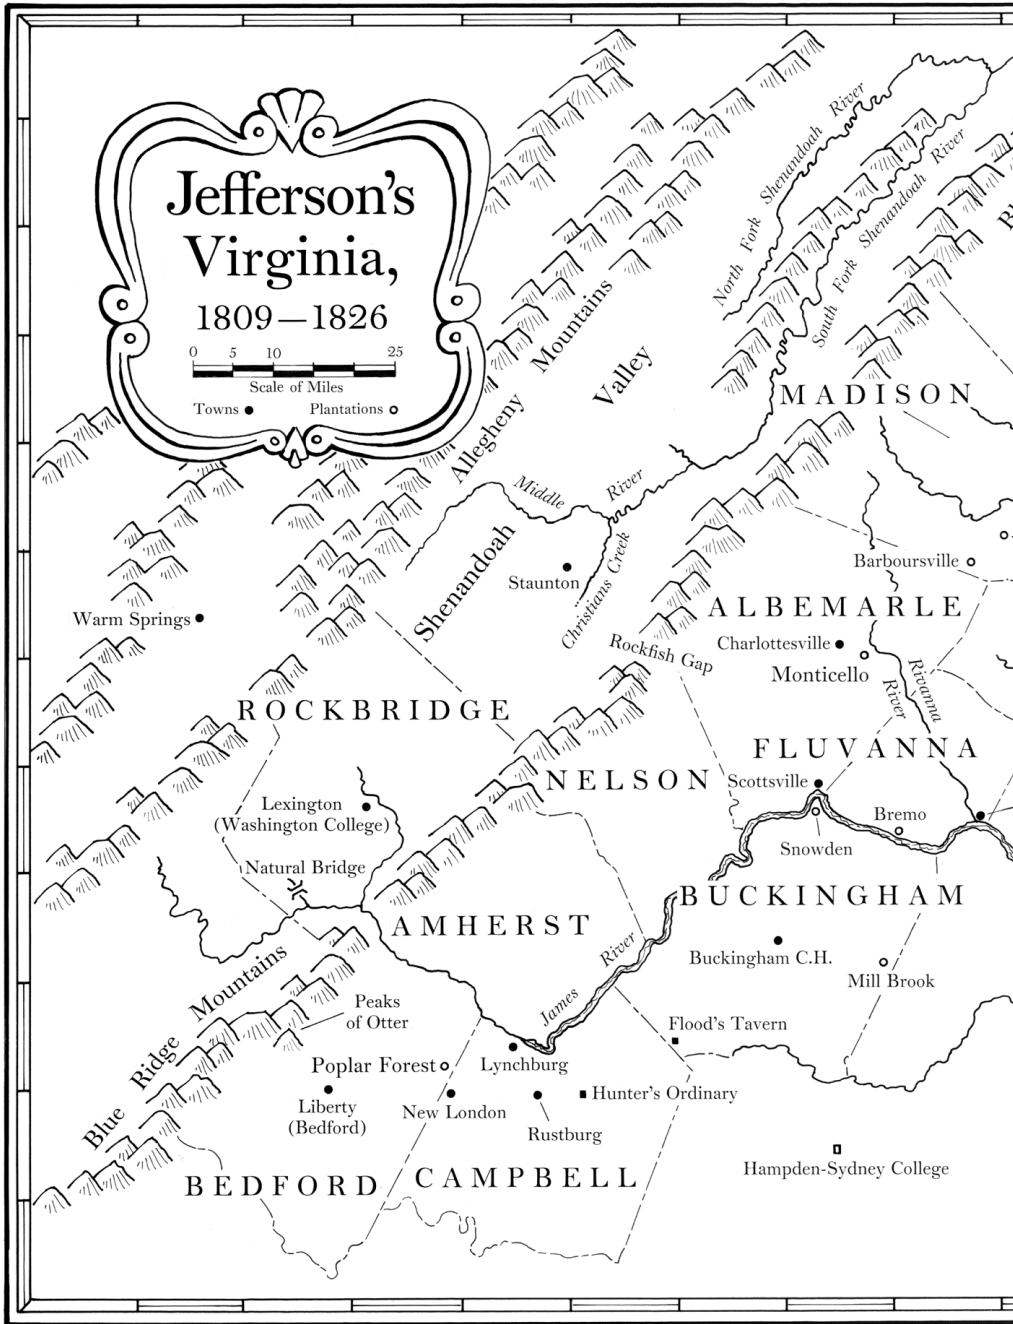 Jefferson's
Virginia,
1809—1826
0 5 10 25
Scale of Miles
Towns
Plantations
North Fork Shenandoah River
South Fork Shenandoah River
Allegheny Mountains
Shenandoah Valley
MADISON
Middle River
Christians Creek
Staunton
Barboursville
Warm Springs
ALBEMARLE
Charlottesville
Rockfish Gap
Monticello
Rivanna
River
ROCKBRIDGE
FLUVANNA
NELSON
Scottsville
Lexington
(Washington College)
Bremo
Snowden
Natural Bridge
BUCKINGHAM
AMHERST
James River
Buckingham C.H.
Mill Brook
Blue Ridge Mountains
Peaks
of Otter
Flood's Tavern
Poplar Forest
Lynchburg
Liberty
(Bedford)
New London
Hunter's Ordinary
Rustburg
Hampden-Sydney College
BEDFORD
CAMPBELL